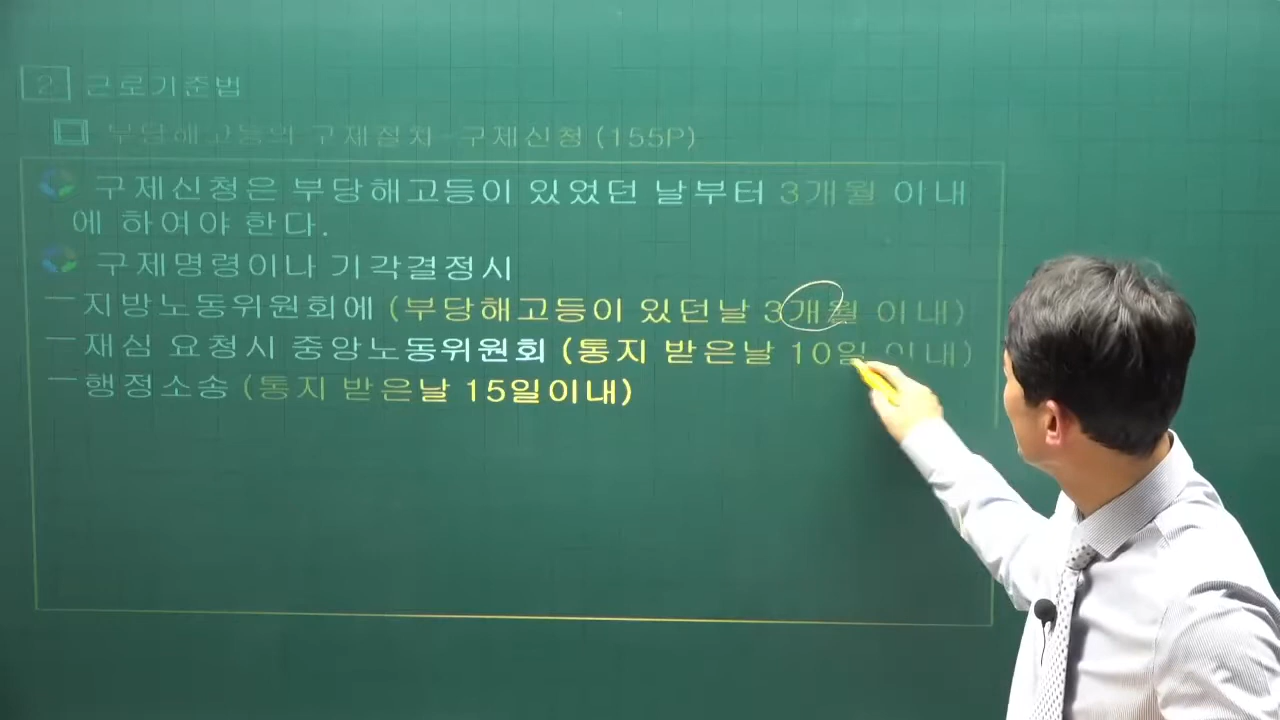 2 근로기준법
부당해고등의 구제절차-구제신청 (155P)
구제신청은 부당해고등이 있었던 날부터 3개월 이내
에 하여야 한다.
구제명령이나 기각결정시
- 지방노동위원회에 (부당해고등이 있던날 3개월 이내)
- 재심 요청시 중앙노동위원회 (통지 받은날 10일 이내)
- 행정소송 (통지 받은날 15일이내)